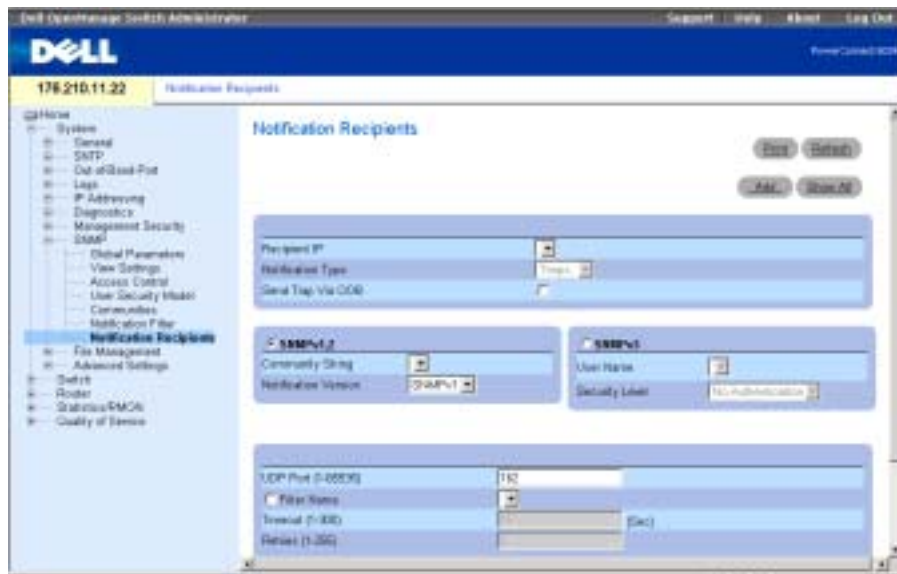 Dell OpenManage Switch Administrator
Support Help About Log Out
DELL
PowerConnect
176.210.11.22
Notification Recipients
Home
System
General
SNTP
Out-of-Band-Port
Logs
IP Addressing
Diagnostics
Management Security
SNMP
Global Parameters
View Settings
Access Control
User Security Model
Communities
Notification Filter
Notification Recipients
File Management
Advanced Settings
Switch
Router
Statistics/RMON
Quality of Service
Notification Recipients
Print Refresh
Add Show All
Recipient IP
Notification Type Traps
Send Trap Via OOB
SNMPv1,2
Community String
Notification Version SNMPv1
SNMPv3
User Name
Security Level No Authentication
UDP Port (1-65535) 162
Filter Name
Timeout (1-300) (Sec)
Retries (1-255)